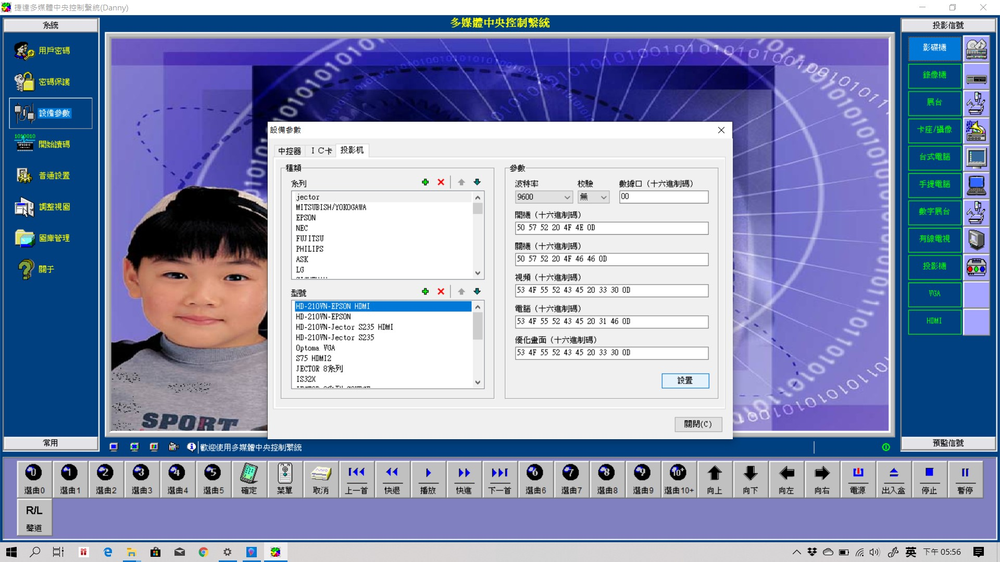 捷達多媒體中央控制繫統(Danny)
多媒體中央控制繫統
系統
用戶密碼
密碼保護
設備參數
開始讀碼
普通設置
調整視圖
圖庫管理
關于
常用
SPORT
設備參數
中控器
ＩＣ卡
投影机
種類
系列
jector
MITSUBISH/YOKOGAWA
EPSON
NEC
FUJITSU
PHILIPS
ASK
LG
型號
HD-210VN-EPSON HDMI
HD-210VN-EPSON
HD-210VN-Jector S235 HDMI
HD-210VN-Jector S235
Optoma VGA
S75 HDMI2
JECTOR 8系列
IS32X
參數
波特率
校驗
數據口（十六進制碼）
9600
無
00
開機（十六進制碼）
50 57 52 20 4F 4E 0D
關機（十六進制碼）
50 57 52 20 4F 46 46 0D
視頻（十六進制碼）
53 4F 55 52 43 45 20 33 30 0D
電腦（十六進制碼）
53 4F 55 52 43 45 20 31 46 0D
優化畫面（十六進制碼）
53 4F 55 52 43 45 20 33 30 0D
設置
關閉(C)
投影信號
影碟機
錄像機
展台
卡座/攝像
台式電腦
手提電腦
數字展台
有線電視
投影機
VGA
HDMI
預監信號
歡迎使用多媒體中央控制繫統
選曲0
選曲1
選曲2
選曲3
選曲4
選曲5
確定
菜單
取消
上一首
快退
播放
快進
下一首
選曲6
選曲7
選曲8
選曲9
選曲10+
向上
向下
向左
向右
電源
出入盒
停止
暫停
R/L
聲道
英
下午 05:56